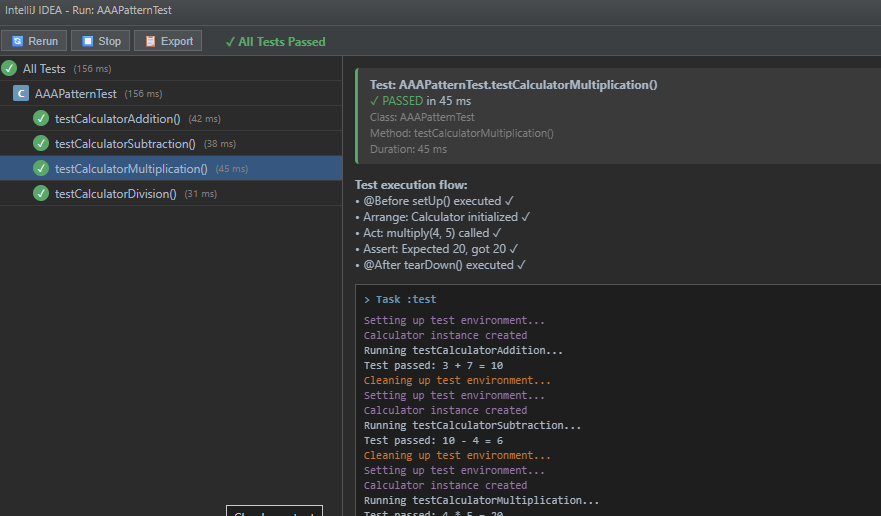 IntelliJ IDEA - Run: AAAPatternTest
Rerun Stop Export ✓ All Tests Passed
All Tests (156 ms)
C AAAPatternTest (156 ms)
testCalculatorAddition() (42 ms)
testCalculatorSubtraction() (38 ms)
testCalculatorMultiplication() (45 ms)
testCalculatorDivision() (31 ms)
Test: AAAPatternTest.testCalculatorMultiplication()
✓ PASSED in 45 ms
Class: AAAPatternTest
Method: testCalculatorMultiplication()
Duration: 45 ms
Test execution flow:
• @Before setUp() executed ✓
• Arrange: Calculator initialized ✓
• Act: multiply(4, 5) called ✓
• Assert: Expected 20, got 20 ✓
• @After tearDown() executed ✓
> Task :test
Setting up test environment...
Calculator instance created
Running testCalculatorAddition...
Test passed: 3 + 7 = 10
Cleaning up test environment...
Setting up test environment...
Calculator instance created
Running testCalculatorSubtraction...
Test passed: 10 - 4 = 6
Cleaning up test environment...
Setting up test environment...
Calculator instance created
Running testCalculatorMultiplication...
Test passed: 4 * 5 = 20